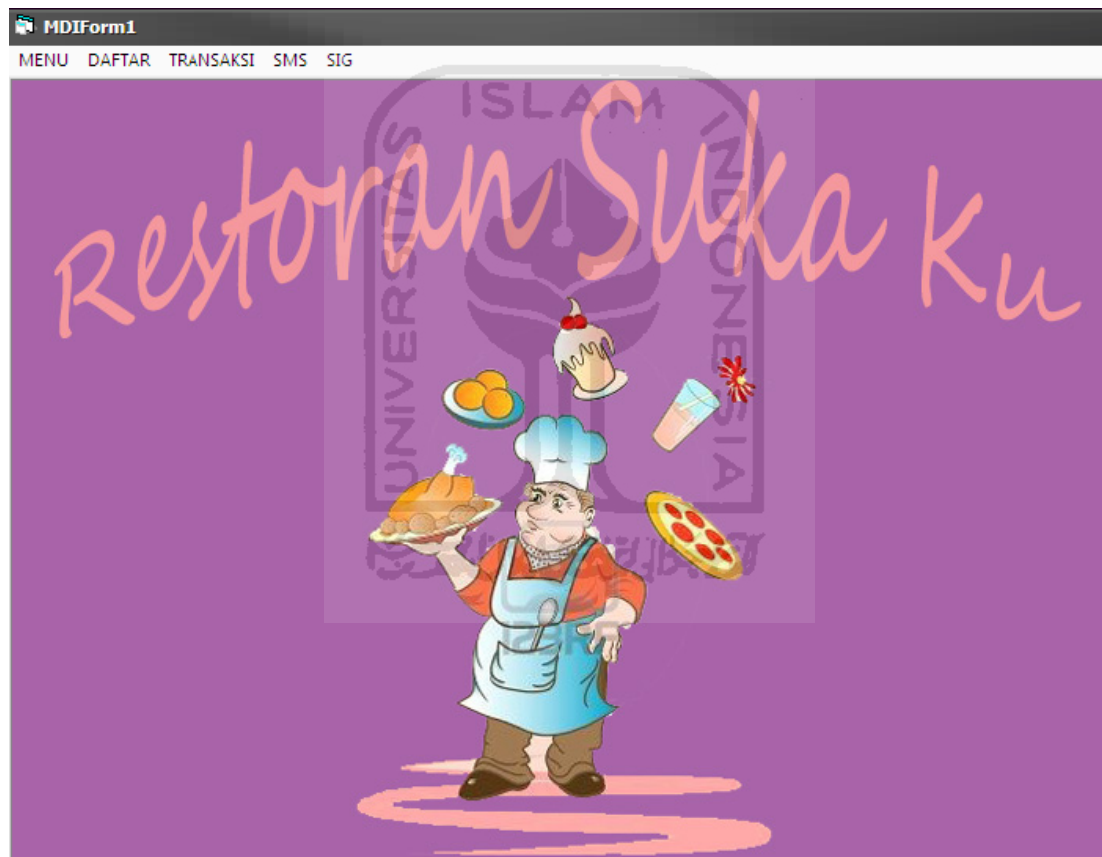 MDIForm1
MENU DAFTAR TRANSAKSI SMS SIG
Restoran Suka Ku
UNIVERSITAS ISLAM INDONESIA